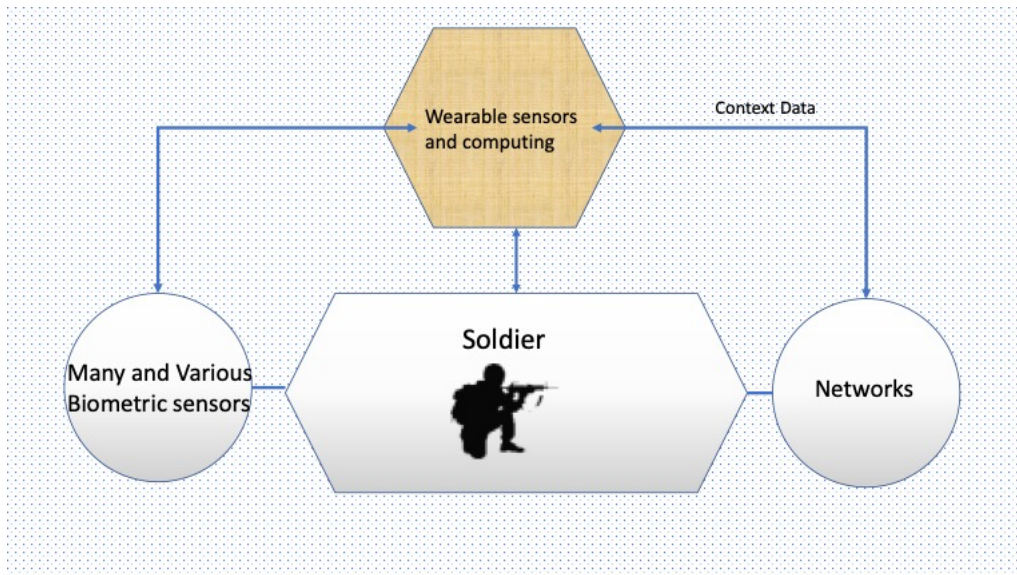 Wearable sensors
and computing
Context Data
Soldier
Many and Various
Biometric sensors
Networks